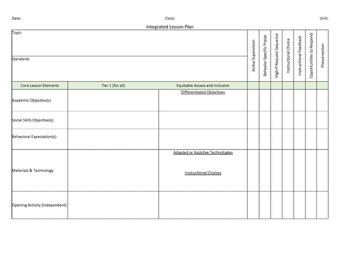 Date:
Class:
Unit:
Integrated Lesson Plan
Topic
Standards
Active Supervision
Behavior Specific Praise
High-P Request Sequence
Instructional Choice
Instructional Feedback
Opportunities to Respond
Precorrection
Core Lesson Elements
Tier 1 (for all)
Equitable Access and Inclusion
Academic Objective(s)
Differentiated Objectives
Social Skills Objective(s)
Behavioral Expectation(s)
Materials & Technology
Adapted or Assistive Technologies
Instructional Choices
Opening Activity (Independent)